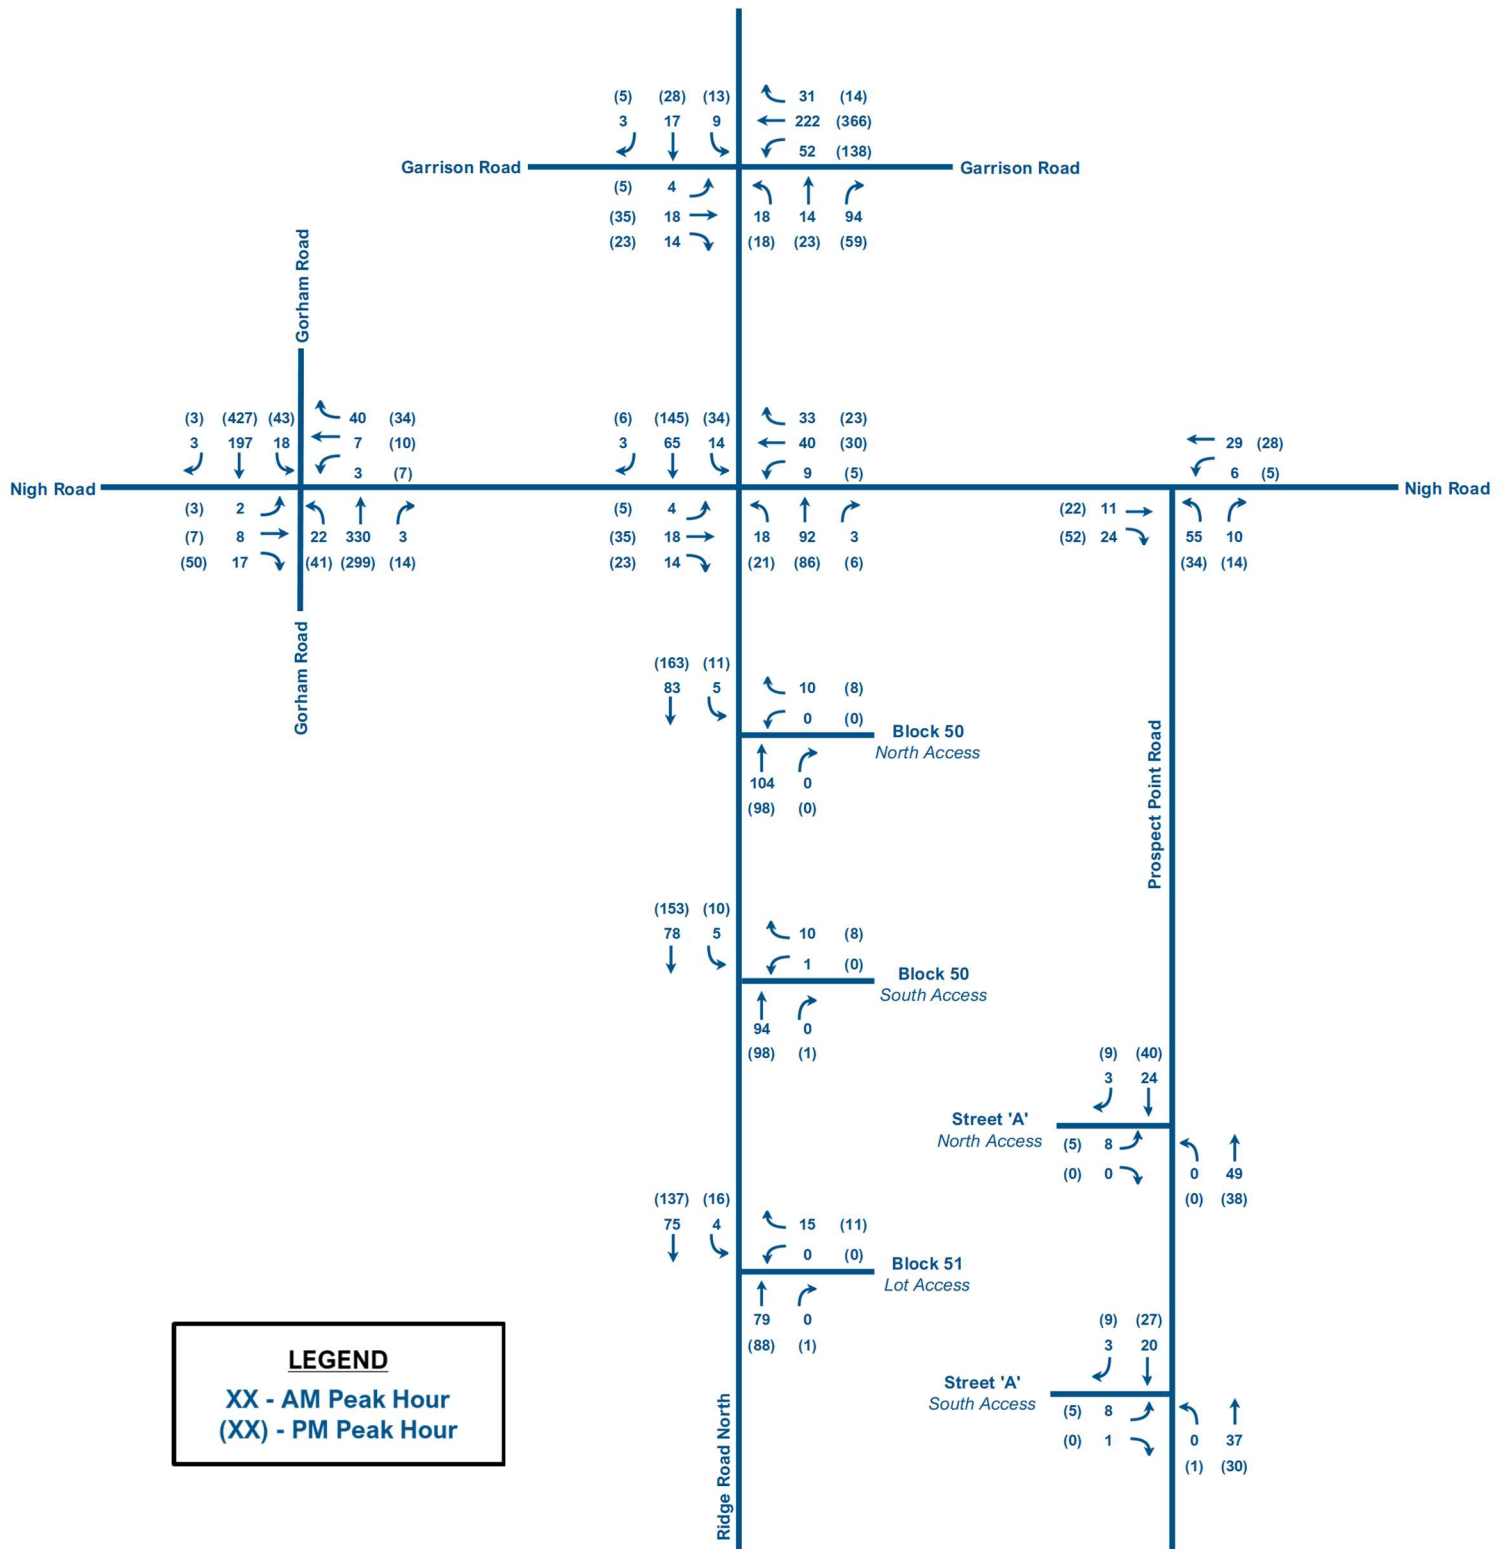 (5) (28) (13) 31 (14)
3 17 9 222 (366)
52 (138)
Garrison Road Garrison Road
(5) 4
(35) 18 18 14 94
(23) 14 (18) (23) (59)
Gorham Road
(3) (427) (43) 40 (34) (6) (145) (34) 33 (23)
3 197 18 7 (10) 3 65 14 40 (30) 29 (28)
3 (7) 9 (5) 6 (5)
Nigh Road Nigh Road
(3) 2 (5) 4 (22) 11
(7) 8 22 330 3 (35) 18 18 92 3 (52) 24 55 10
(50) 17 (41) (299) (14) (23) 14 (21) (86) (6) (34) (14)
Gorham Road
(163) (11)
83 5 10 (8)
0 (0)
Block 50
North Access
104 0
(98) (0)
Prospect Point Road
(153) (10)
78 5 10 (8)
1 (0)
Block 50
South Access
94 0
(98) (1)
(9) (40)
3 24
Street 'A'
North Access
(5) 8
(0) 0 0 49
(0) (38)
(137) (16)
75 4 15 (11)
0 (0)
Block 51
Lot Access
79 0
(88) (1)
(9) (27)
3 20
Street 'A'
South Access
(5) 8
(0) 1 0 37
(1) (30)
Ridge Road North
LEGEND
XX - AM Peak Hour
(XX) - PM Peak Hour